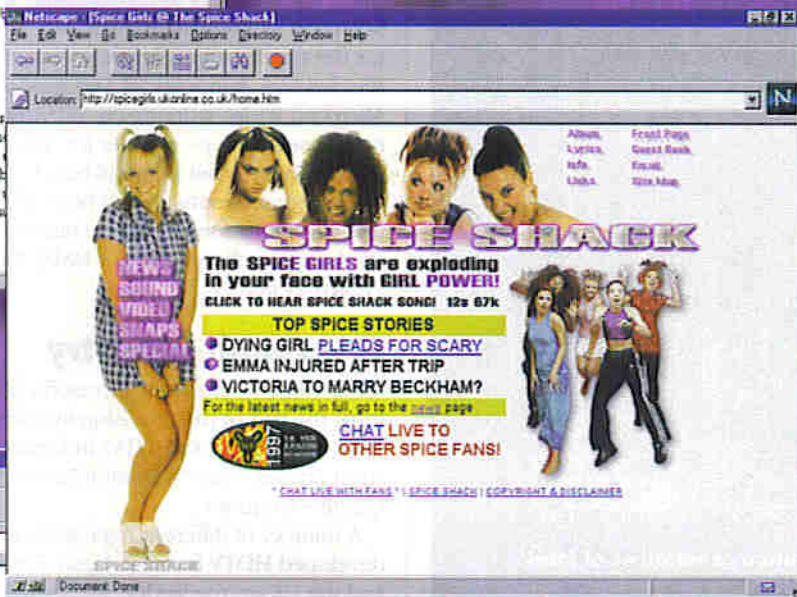 Netscape - [Spice Girls @ The Spice Shack]
File Edit View Go Bookmarks Options Directory Window Help
Location: http://spicegirls.ukonline.co.uk/home.htm
N
Album, Front Page
Lyrics, Guest Book
Info, Email,
Links, Site Map,
SPICE SHACK
NEWS
SOUND
VIDEO
SNAPS
SPECIAL
The SPICE GIRLS are exploding
in your face with GIRL POWER!
CLICK TO HEAR SPICE SHACK SONG! 12s 67k
TOP SPICE STORIES
DYING GIRL PLEADS FOR SCARY
EMMA INJURED AFTER TRIP
VICTORIA TO MARRY BECKHAM?
For the latest news in full, go to the news page
1997
CHAT LIVE TO
OTHER SPICE FANS!
* CHAT LIVE WITH FANS * | SPICE SHACK | COPYRIGHT & DISCLAIMER
SPICE SHACK
Document: Done